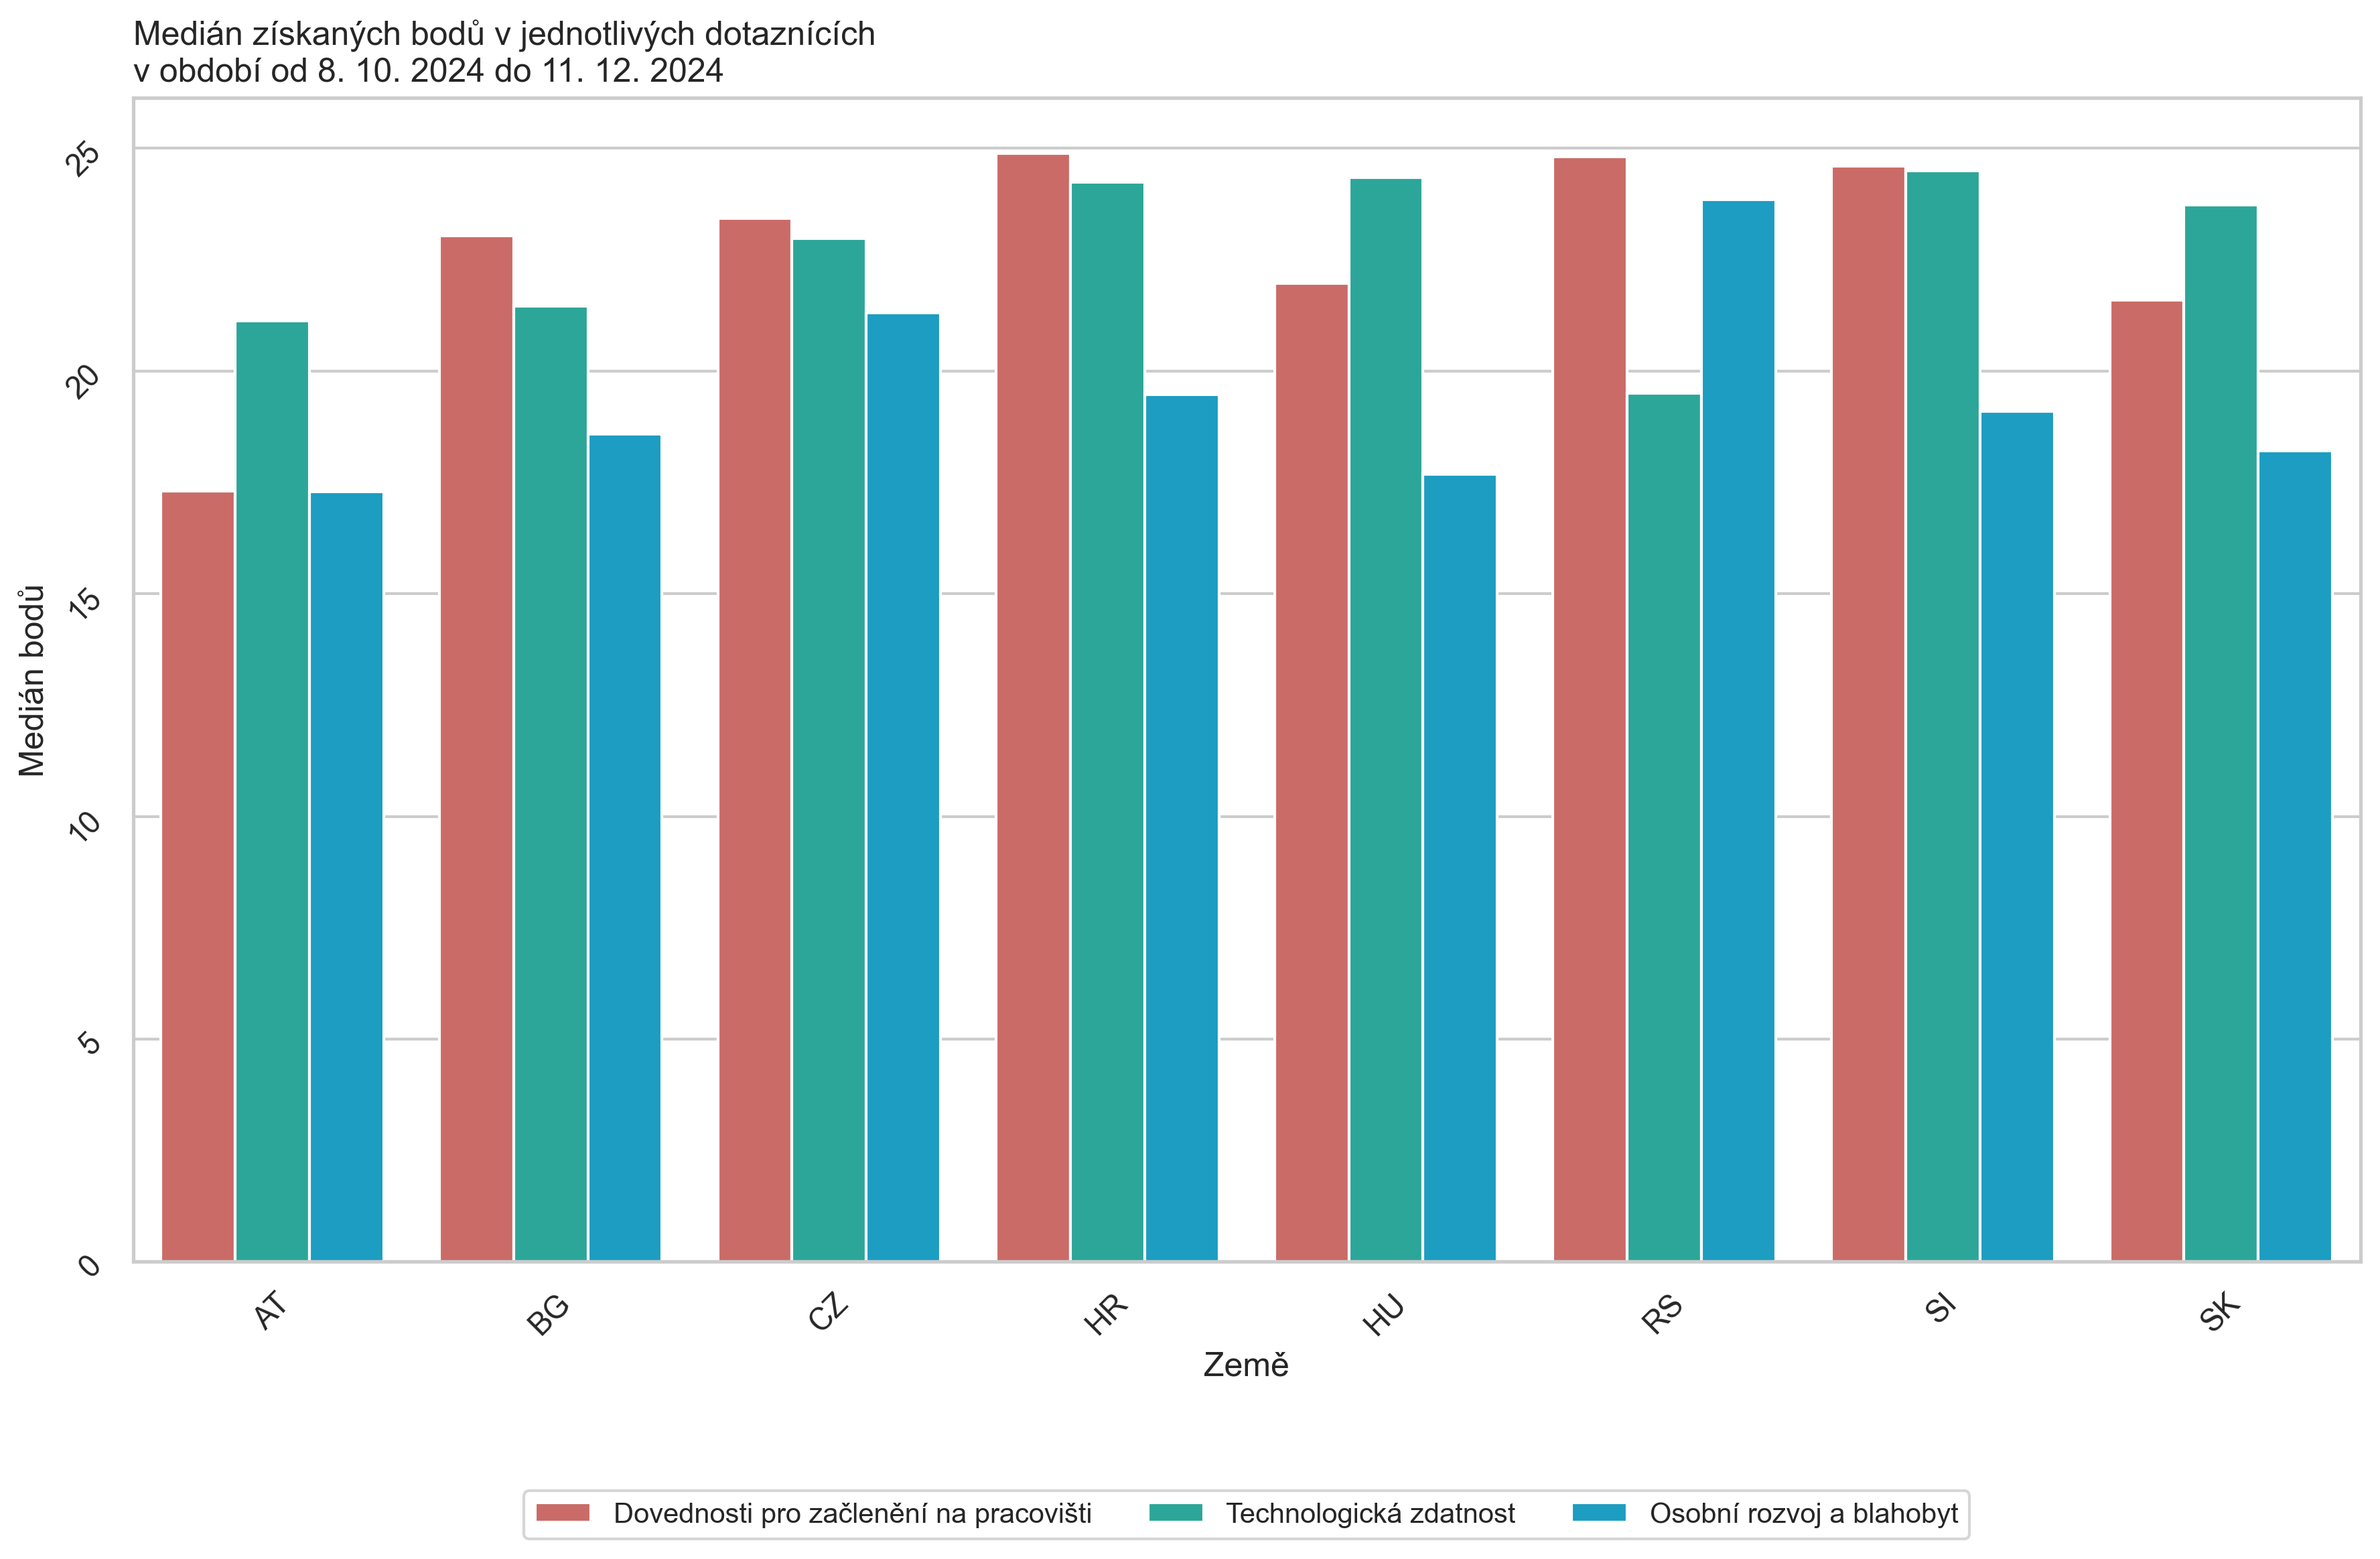 Medián získaných bodů v jednotlivých dotaznících
v období od 8. 10. 2024 do 11. 12. 2024
Medián bodů
25
20
15
10
5
0
AT
BG
CZ
HR
HU
RS
SI
SK
Země
Dovednosti pro začlenění na pracovišti
Technologická zdatnost
Osobní rozvoj a blahobyt